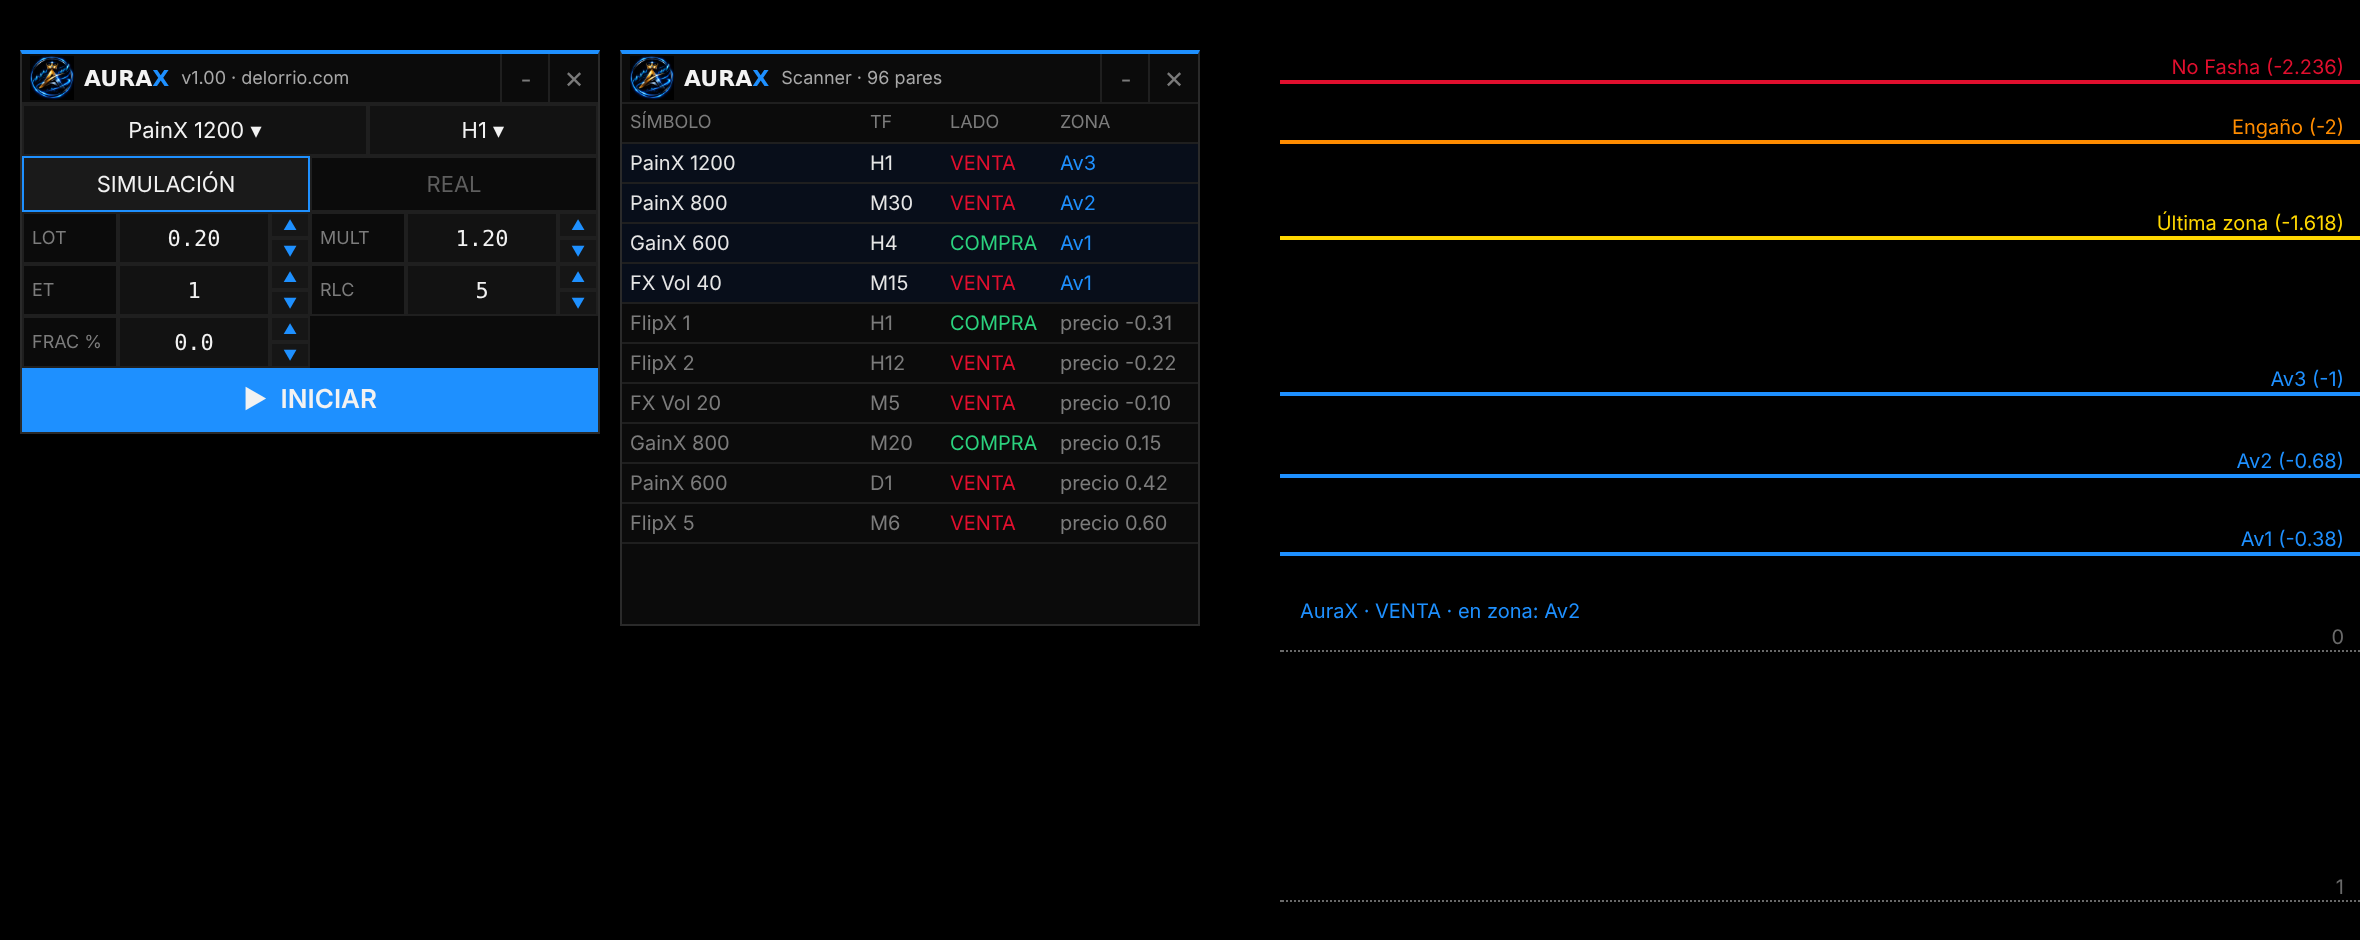 AURAX v1.00 · delorrio.com - ✕
PainX 1200 ▾ H1 ▾
SIMULACIÓN REAL
LOT 0.20 ▲ ▼ MULT 1.20 ▲ ▼
ET 1 ▲ ▼ RLC 5 ▲ ▼
FRAC % 0.0 ▲ ▼
▶ INICIAR
AURAX Scanner · 96 pares - ✕
SÍMBOLO TF LADO ZONA
PainX 1200 H1 VENTA Av3
PainX 800 M30 VENTA Av2
GainX 600 H4 COMPRA Av1
FX Vol 40 M15 VENTA Av1
FlipX 1 H1 COMPRA precio -0.31
FlipX 2 H12 VENTA precio -0.22
FX Vol 20 M5 VENTA precio -0.10
GainX 800 M20 COMPRA precio 0.15
PainX 600 D1 VENTA precio 0.42
FlipX 5 M6 VENTA precio 0.60
No Fasha (-2.236)
Engaño (-2)
Última zona (-1.618)
Av3 (-1)
Av2 (-0.68)
Av1 (-0.38)
AuraX · VENTA · en zona: Av2
0
1